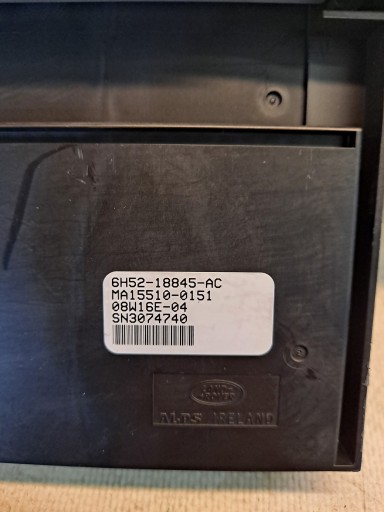 6H52-18845-AC
MA15510-0151
08W16E-04
SN3074740
LAND
ROVER
ALPS IRELAND